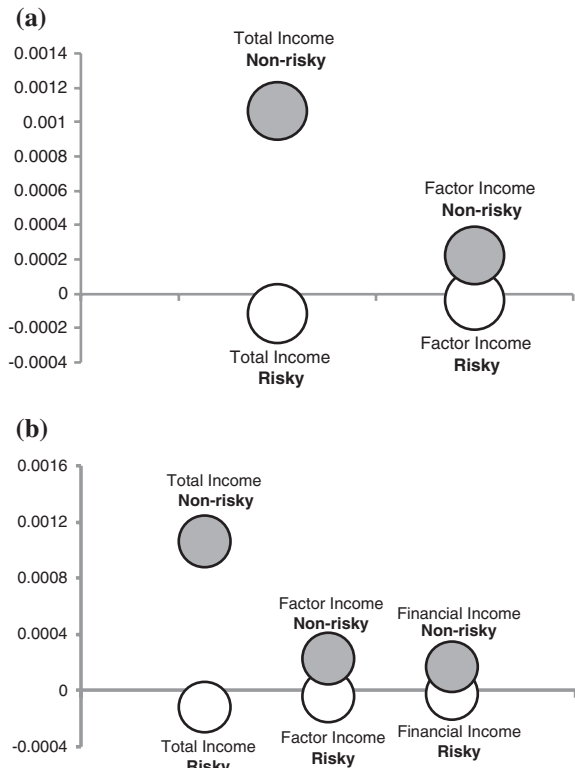 (a)
Total Income
Non-risky
0.0014
0.0012
0.001
0.0008
0.0006
0.0004
0.0002
0
-0.0002
-0.0004
Factor Income
Non-risky
Total Income
Risky
Factor Income
Risky
(b)
0.0016
0.0012
0.0008
0.0004
0
-0.0004
Total Income
Non-risky
Factor Income
Non-risky
Financial Income
Non-risky
Total Income
Risky
Factor Income
Risky
Financial Income
Risky